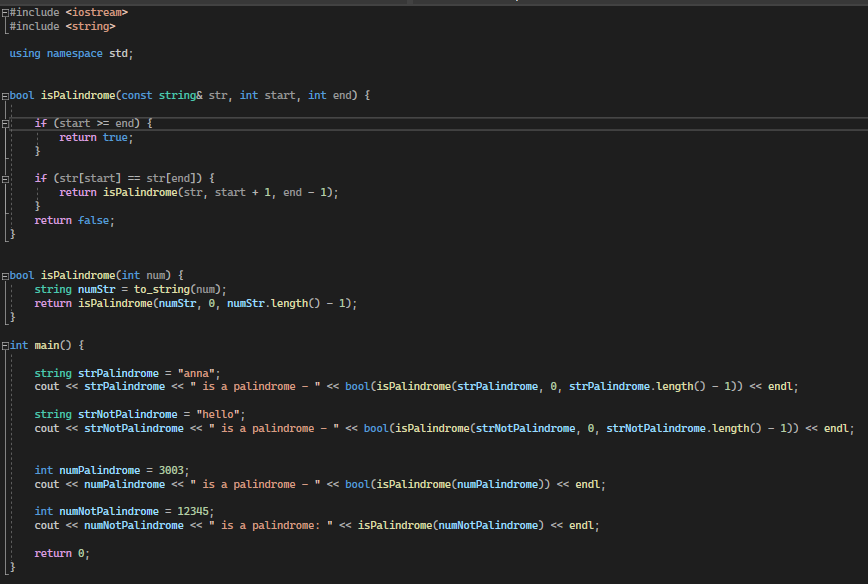 #include <iostream>
#include <string>
using namespace std;
bool isPalindrome(const string& str, int start, int end) {
if (start >= end) {
return true;
}
if (str[start] == str[end]) {
return isPalindrome(str, start + 1, end - 1);
}
return false;
}
bool isPalindrome(int num) {
string numStr = to_string(num);
return isPalindrome(numStr, 0, numStr.length() - 1);
}
int main() {
string strPalindrome = "anna";
cout << strPalindrome << " is a palindrome - " << bool(isPalindrome(strPalindrome, 0, strPalindrome.length() - 1)) << endl;
string strNotPalindrome = "hello";
cout << strNotPalindrome << " is a palindrome - " << bool(isPalindrome(strNotPalindrome, 0, strNotPalindrome.length() - 1)) << endl;
int numPalindrome = 3003;
cout << numPalindrome << " is a palindrome - " << bool(isPalindrome(numPalindrome)) << endl;
int numNotPalindrome = 12345;
cout << numNotPalindrome << " is a palindrome: " << isPalindrome(numNotPalindrome) << endl;
return 0;
}